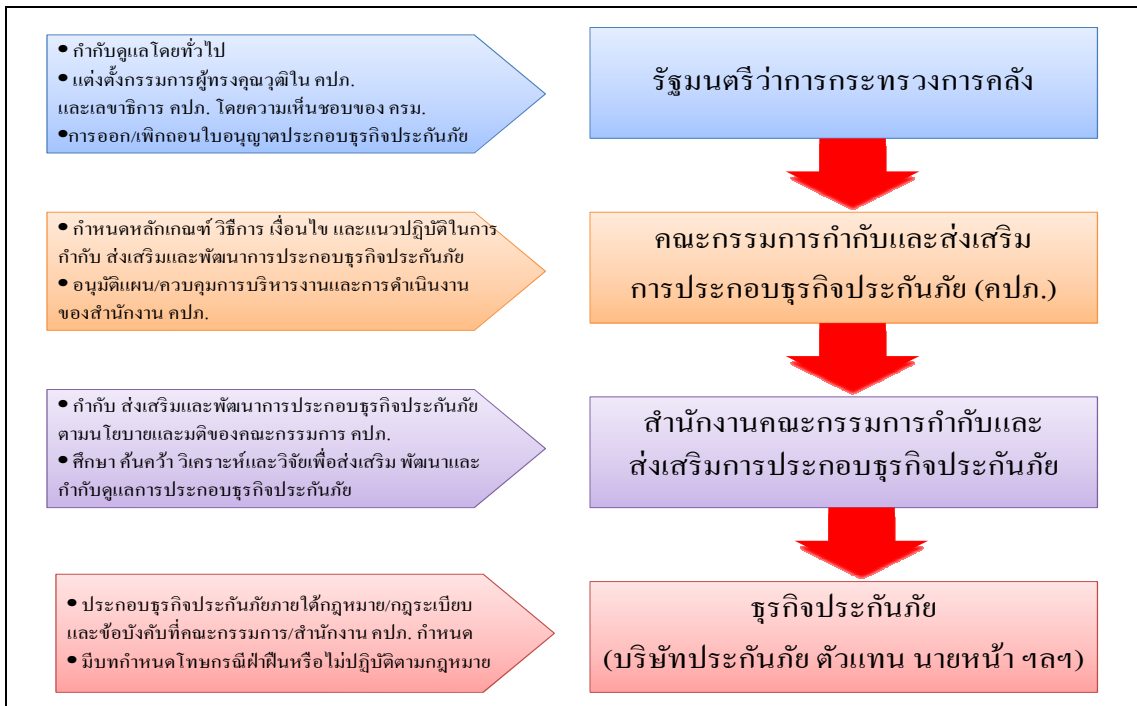 • กำกับดูแลโดยทั่วไป
• แต่งตั้งกรรมการผู้ทรงคุณวุฒิใน คปภ.
และเลขาธิการ คปภ. โดยความเห็นชอบของ ครม.
•การออก/เพิกถอนใบอนุญาตประกอบธุรกิจประกันภัย
รัฐมนตรีว่าการกระทรวงการคลัง
• กำหนดหลักเกณฑ์ วิธีการ เงื่อนไข และแนวปฏิบัติในการ
กำกับ ส่งเสริมและพัฒนาการประกอบธุรกิจประกันภัย
• อนุมัติแผน/ควบคุมการบริหารงานและการดำเนินงาน
ของสำนักงาน คปภ.
คณะกรรมการกำกับและส่งเสริม
การประกอบธุรกิจประกันภัย (คปภ.)
• กำกับ ส่งเสริมและพัฒนาการประกอบธุรกิจประกันภัย
ตามนโยบายและมติของคณะกรรมการ คปภ.
• ศึกษา ค้นคว้า วิเคราะห์และวิจัยเพื่อส่งเสริม พัฒนาและ
กำกับดูแลการประกอบธุรกิจประกันภัย
สำนักงานคณะกรรมการกำกับและ
ส่งเสริมการประกอบธุรกิจประกันภัย
• ประกอบธุรกิจประกันภัยภายใต้กฎหมาย/กฎระเบียบ
และข้อบังคับที่คณะกรรมการ/สำนักงาน คปภ. กำหนด
• มีบทกำหนดโทษกรณีฝ่าฝืนหรือไม่ปฏิบัติตามกฎหมาย
ธุรกิจประกันภัย
(บริษัทประกันภัย ตัวแทน นายหน้า ฯลฯ)